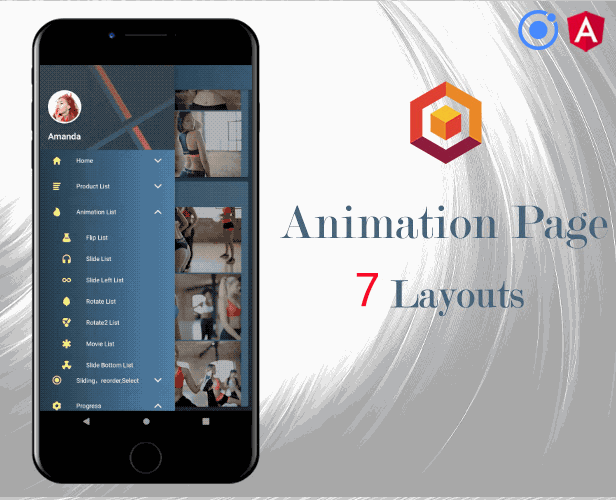 Amanda
Home
Product List
Animation List
Flip List
Slide List
Slide Left List
Rotate List
Rotate2 List
Movie List
Slide Bottom List
Sliding, reorder,Select
Progress
A
Animation Page
7 Layouts